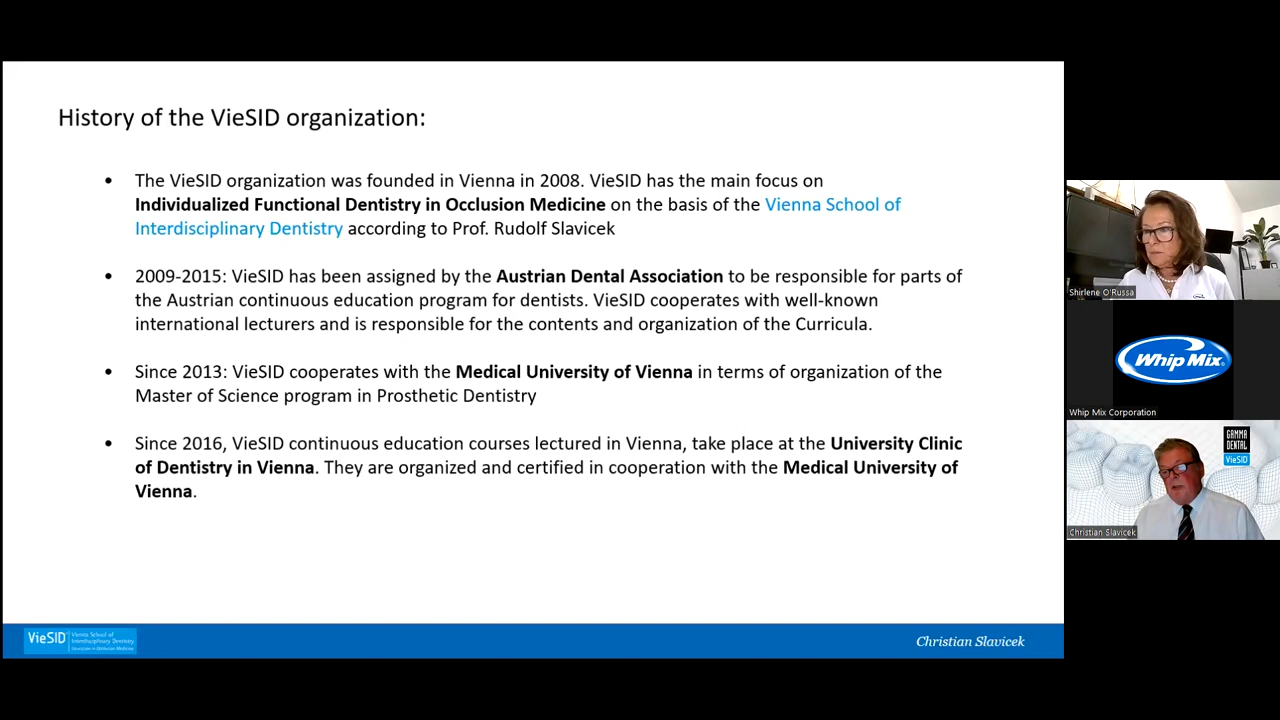 History of the VieSID organization:
• The VieSID organization was founded in Vienna in 2008. VieSID has the main focus on
Individualized Functional Dentistry in Occlusion Medicine on the basis of the Vienna School of
Interdisciplinary Dentistry according to Prof. Rudolf Slavicek
• 2009-2015: VieSID has been assigned by the Austrian Dental Association to be responsible for parts of
the Austrian continuous education program for dentists. VieSID cooperates with well-known
international lecturers and is responsible for the contents and organization of the Curricula.
• Since 2013: VieSID cooperates with the Medical University of Vienna in terms of organization of the
Master of Science program in Prosthetic Dentistry
• Since 2016, VieSID continuous education courses lectured in Vienna, take place at the University Clinic
of Dentistry in Vienna. They are organized and certified in cooperation with the Medical University of
Vienna.
VieSID
Vienna School of
Interdisciplinary Dentistry
Education in Occlusion Medicine
Christian Slavicek
Shirlene O'Russa
Whip Mix®
Whip Mix Corporation
GAMMA
DENTAL
VieSID
Christian Slavicek